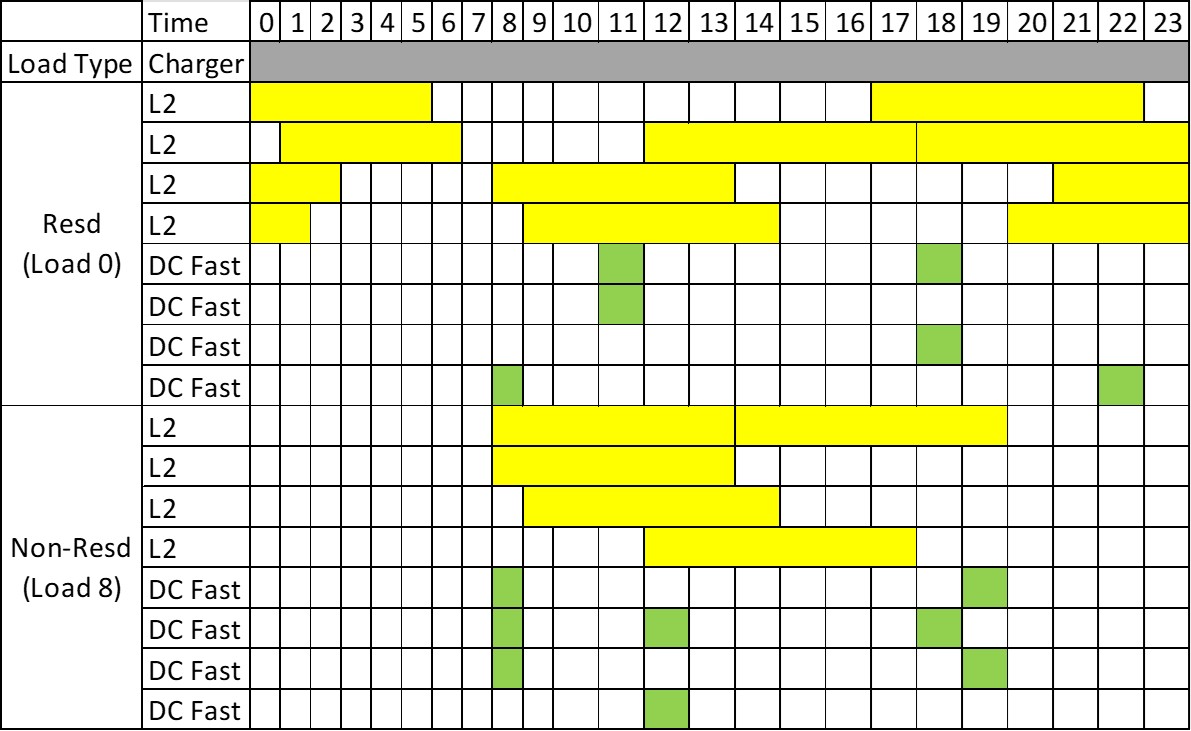 Time 0 1 2 3 4 5 6 7 8 9 10 11 12 13 14 15 16 17 18 19 20 21 22 23
Load Type Charger
Resd
(Load 0)
L2
L2
L2
L2
DC Fast
DC Fast
DC Fast
DC Fast
Non-Resd
(Load 8)
L2
L2
L2
L2
DC Fast
DC Fast
DC Fast
DC Fast